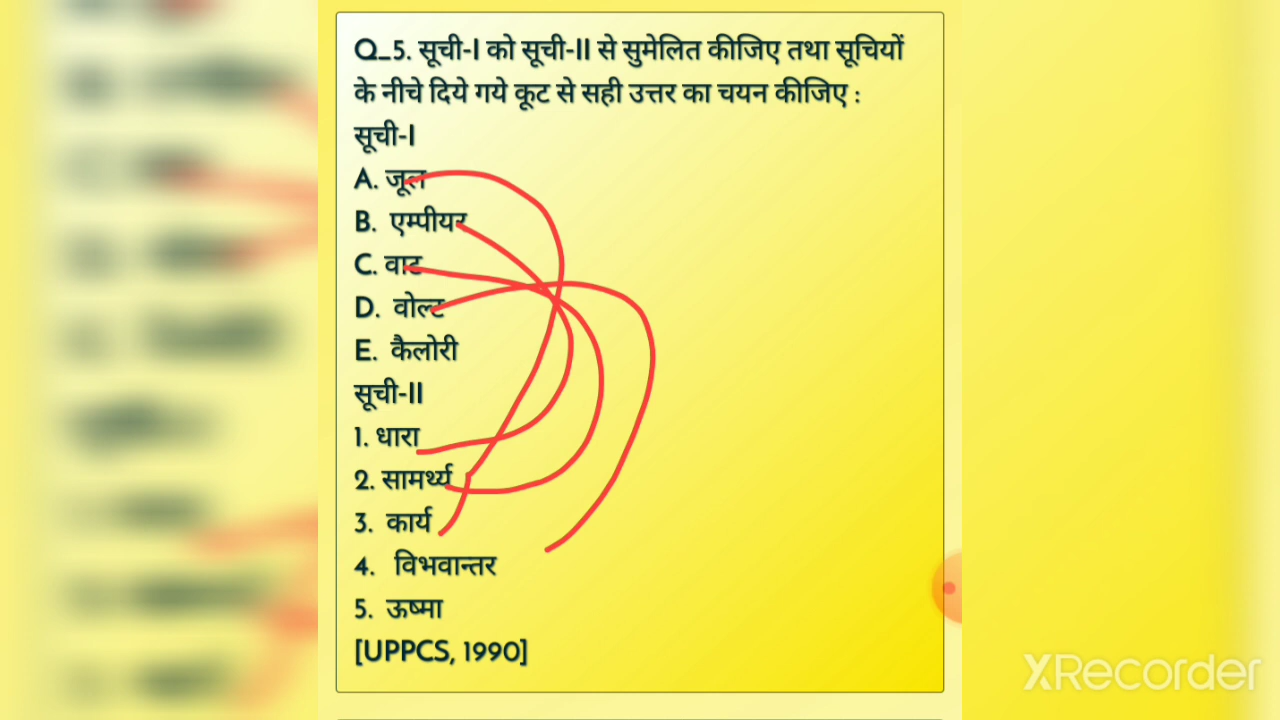 Q_5. सूची-I को सूची-II से सुमेलित कीजिए तथा सूचियों
के नीचे दिये गये कूट से सही उत्तर का चयन कीजिए :
सूची-I
A. जूल
B. एम्पीयर
C. वाट
D. वोल्ट
E. कैलोरी
सूची-II
1. धारा
2. सामर्थ्य
3. कार्य
4. विभवान्तर
5. ऊष्मा
[UPPCS, 1990]
XRecorder